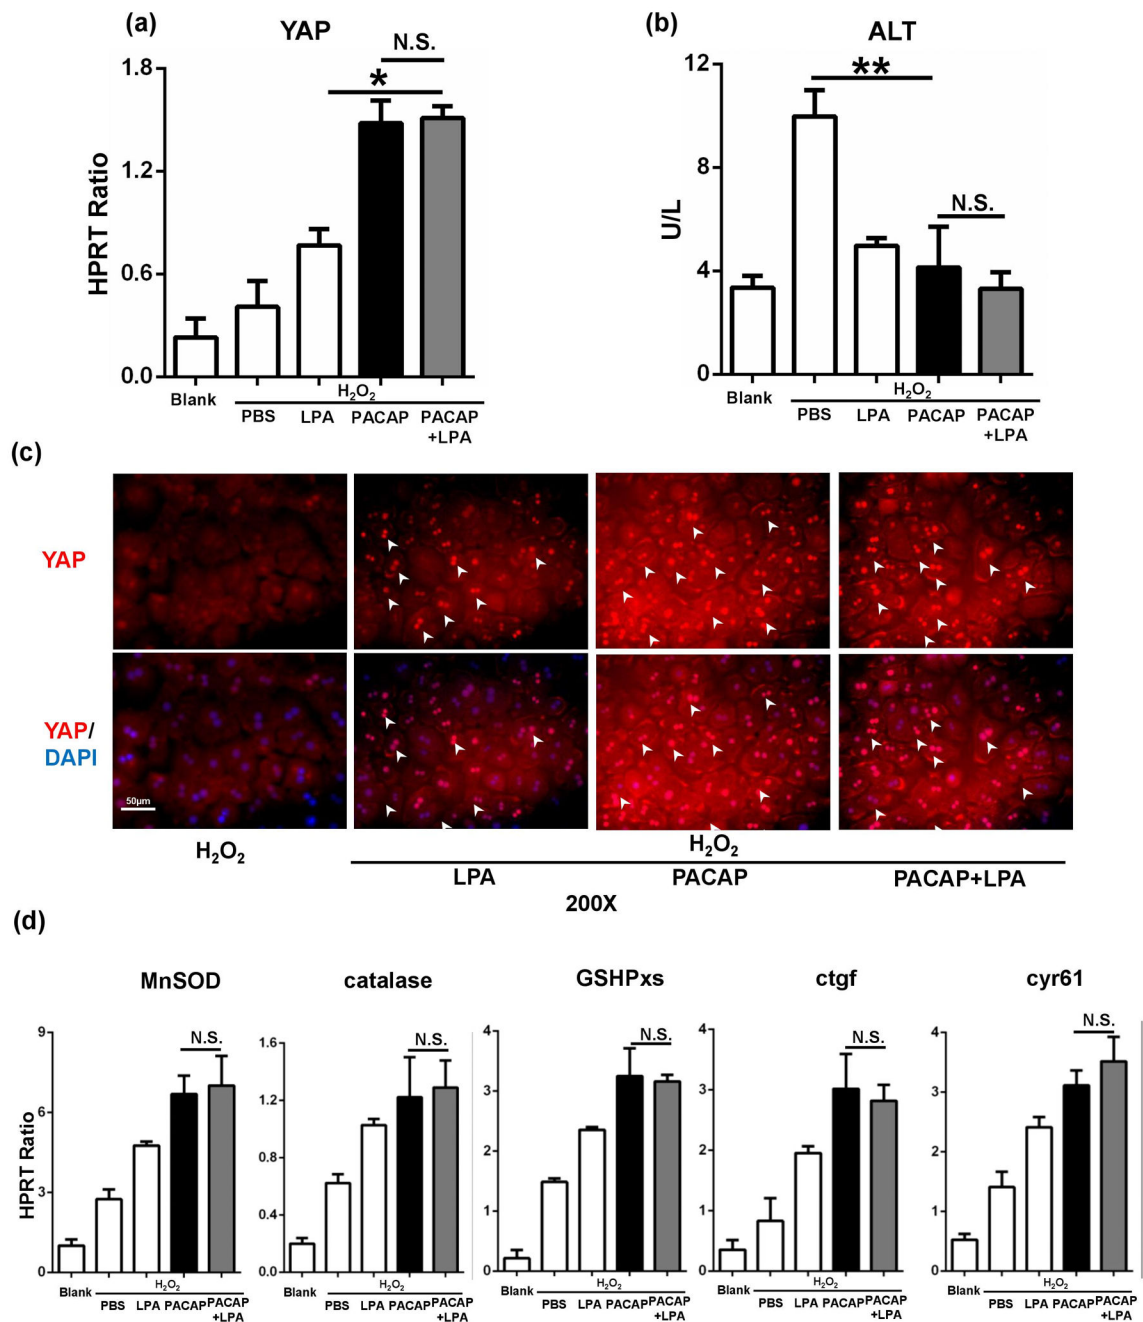 (a)
YAP
N.S.
*
HPRT Ratio
1.8
1.2
0.6
0.0
Blank
H₂O₂
PBS
LPA
PACAP
PACAP
+LPA
(b)
ALT
**
N.S.
U/L
12
8
4
0
Blank
H₂O₂
PBS
LPA
PACAP
PACAP
+LPA
(c)
YAP
YAP/
DAPI
50μm
H₂O₂
H₂O₂
LPA
PACAP
PACAP+LPA
200X
(d)
MnSOD
N.S.
HPRT Ratio
9
6
3
0
Blank
H₂O₂
PBS
LPA
PACAP
PACAP
+LPA
catalase
N.S.
1.6
1.2
0.8
0.4
0.0
Blank
H₂O₂
PBS
LPA
PACAP
PACAP
+LPA
GSHPxs
N.S.
4
3
2
1
0
Blank
H₂O₂
PBS
LPA
PACAP
PACAP
+LPA
ctgf
N.S.
4
3
2
1
0
Blank
H₂O₂
PBS
LPA
PACAP
PACAP
+LPA
cyr61
N.S.
4
3
2
1
0
Blank
H₂O₂
PBS
LPA
PACAP
PACAP
+LPA